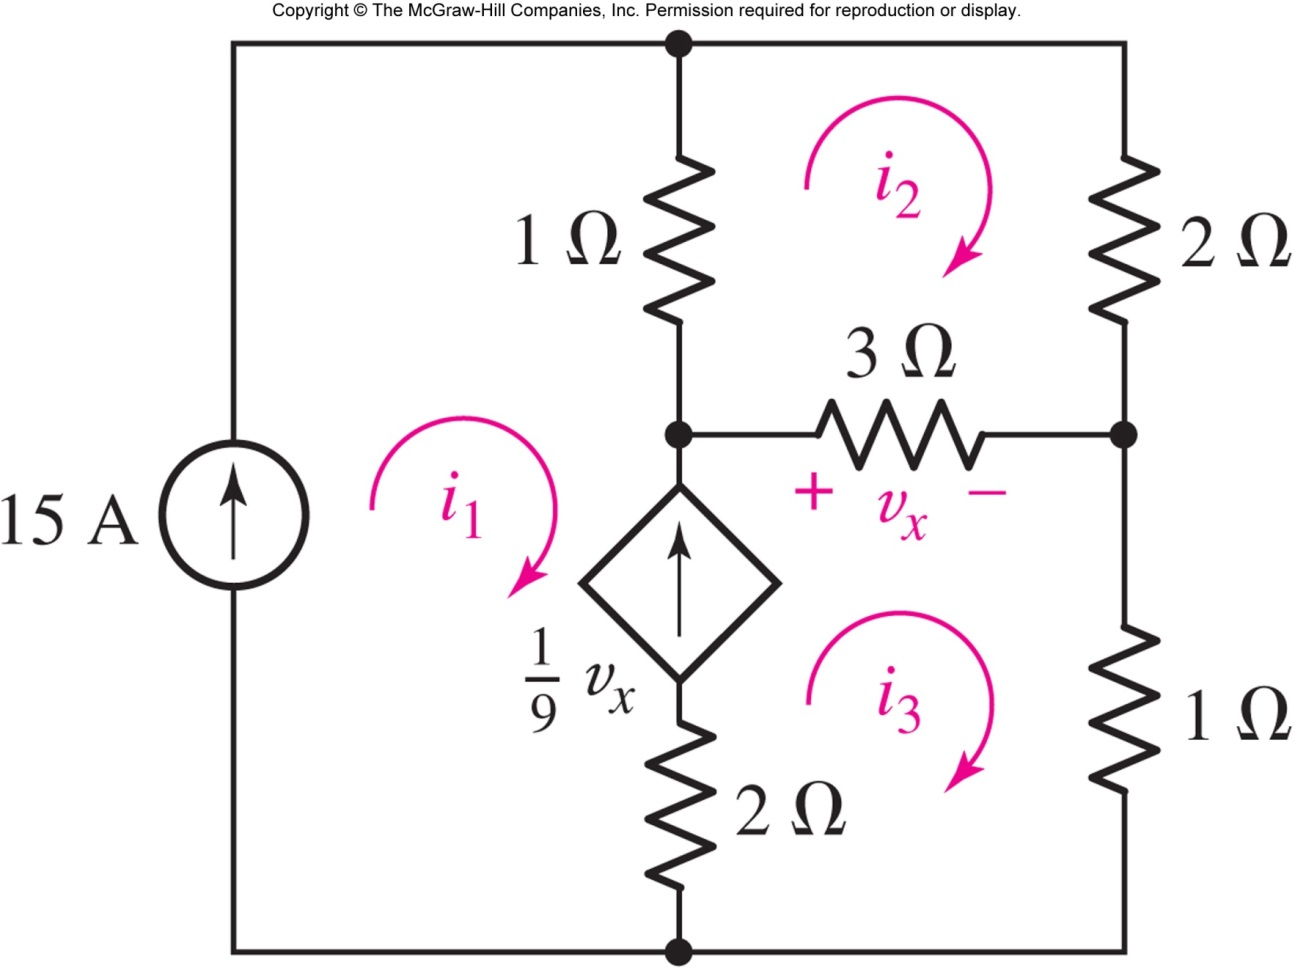 Copyright © The McGraw-Hill Companies, Inc. Permission required for reproduction or display.
i2
1 Ω
2 Ω
3 Ω
15 A
i1
+ vx −
1/9 vx
i3
1 Ω
2 Ω